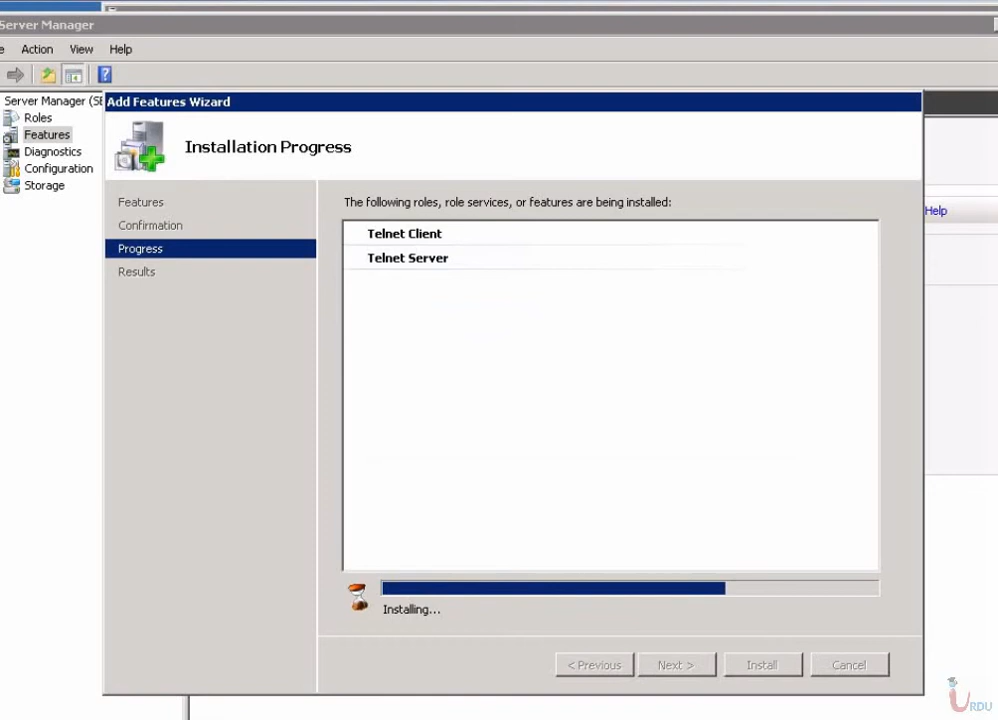 Server Manager
Action View Help
Server Manager (SE
Roles
Features
Diagnostics
Configuration
Storage
Add Features Wizard
Installation Progress
Features
Confirmation
Progress
Results
The following roles, role services, or features are being installed:
Telnet Client
Telnet Server
Installing...
< Previous
Next >
Install
Cancel
Help
URDU